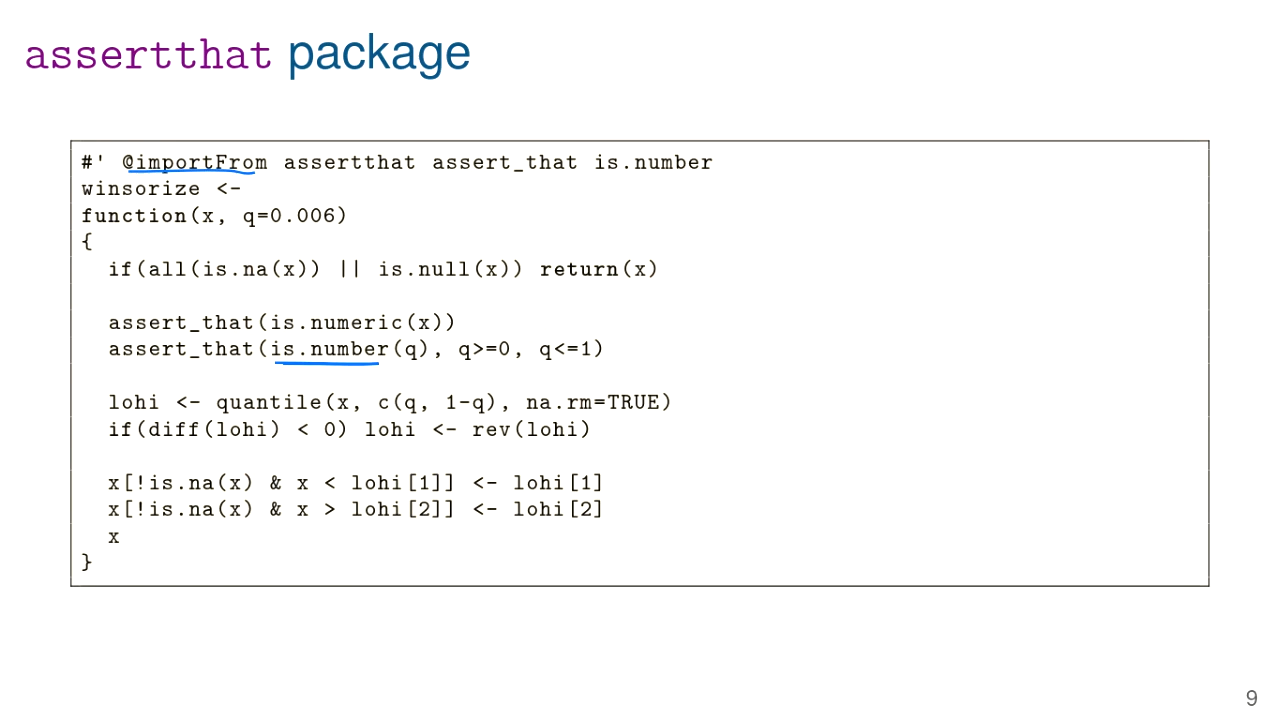 assertthat package
#' @importFrom assertthat assert_that is.number
winsorize <-
function(x, q=0.006)
{
  if(all(is.na(x)) || is.null(x)) return(x)
  assert_that(is.numeric(x))
  assert_that(is.number(q), q>=0, q<=1)
  lohi <- quantile(x, c(q, 1-q), na.rm=TRUE)
  if(diff(lohi) < 0) lohi <- rev(lohi)
  x[!is.na(x) & x < lohi[1]] <- lohi[1]
  x[!is.na(x) & x > lohi[2]] <- lohi[2]
  x
}
9